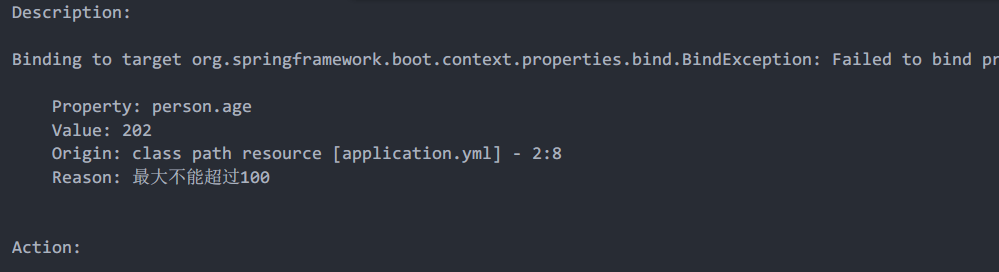 Description:
Binding to target org.springframework.boot.context.properties.bind.BindException: Failed to bind pr
Property: person.age
Value: 202
Origin: class path resource [application.yml] - 2:8
Reason: 最大不能超过100
Action: